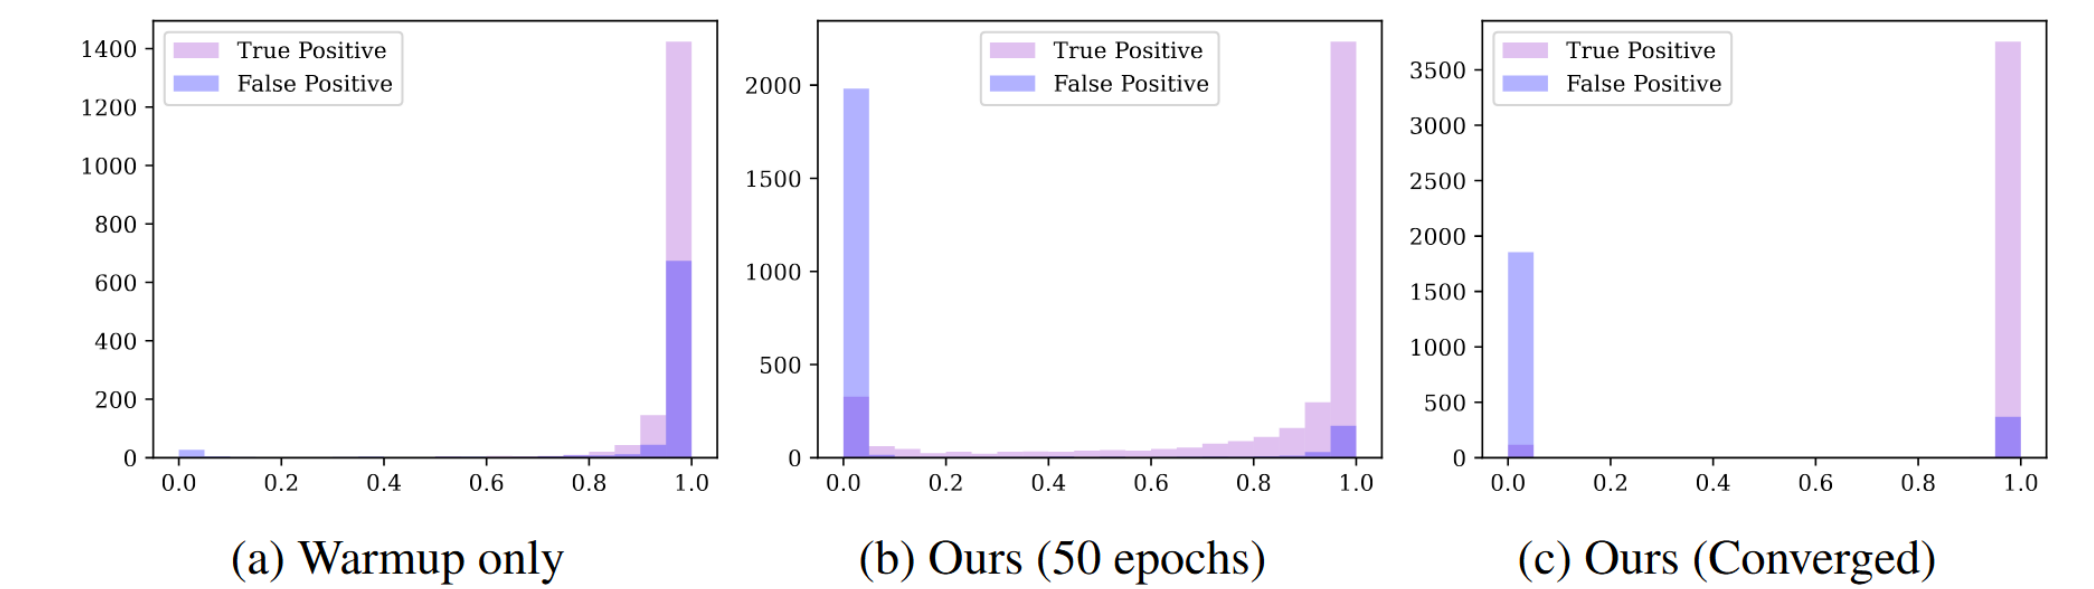 True Positive
False Positive
1400
1200
1000
800
600
400
200
0
0.0 0.2 0.4 0.6 0.8 1.0
(a) Warmup only
True Positive
False Positive
2000
1500
1000
500
0
0.0 0.2 0.4 0.6 0.8 1.0
(b) Ours (50 epochs)
True Positive
False Positive
3500
3000
2500
2000
1500
1000
500
0
0.0 0.2 0.4 0.6 0.8 1.0
(c) Ours (Converged)